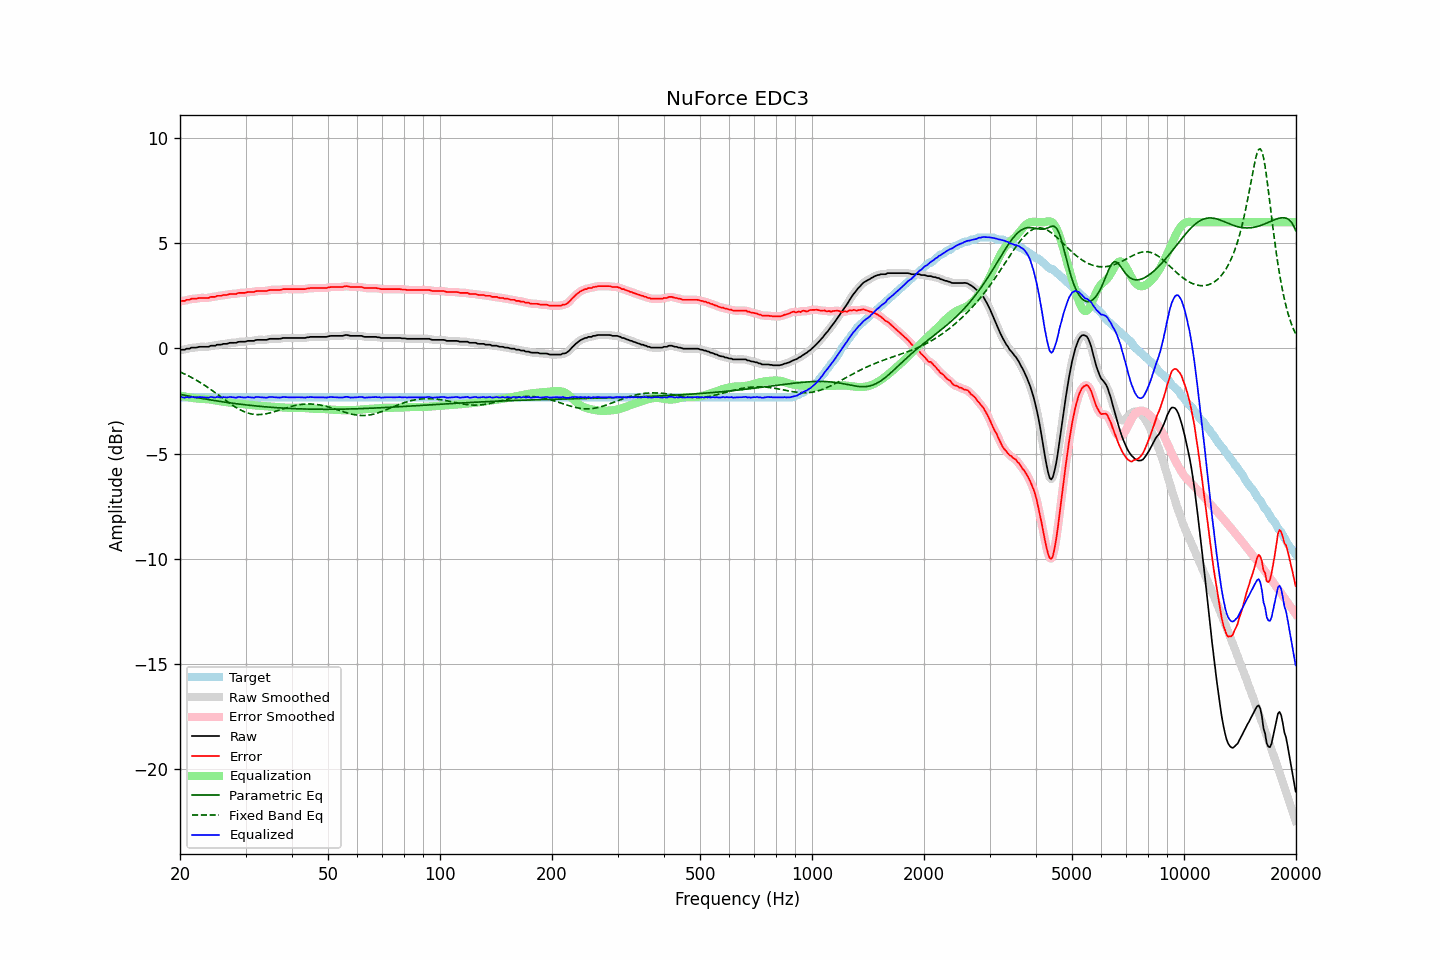 NuForce EDC3
Amplitude (dBr)
10
5
0
−5
−10
−15
−20
Target
Raw Smoothed
Error Smoothed
Raw
Error
Equalization
Parametric Eq
Fixed Band Eq
Equalized
20 50 100 200 500 1000 2000 5000 10000 20000
Frequency (Hz)